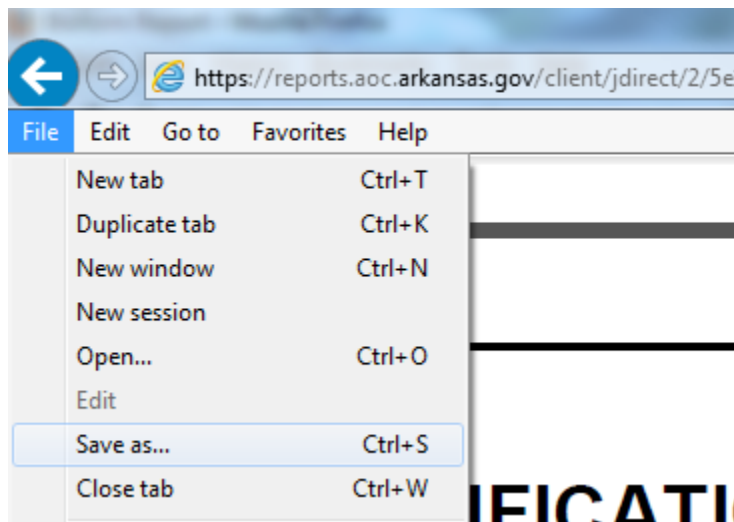 https://reports.aoc.arkansas.gov/client/jdirect/2/5e
File Edit Go to Favorites Help
New tab Ctrl+T
Duplicate tab Ctrl+K
New window Ctrl+N
New session
Open... Ctrl+O
Edit
Save as... Ctrl+S
Close tab Ctrl+W
IFICATI